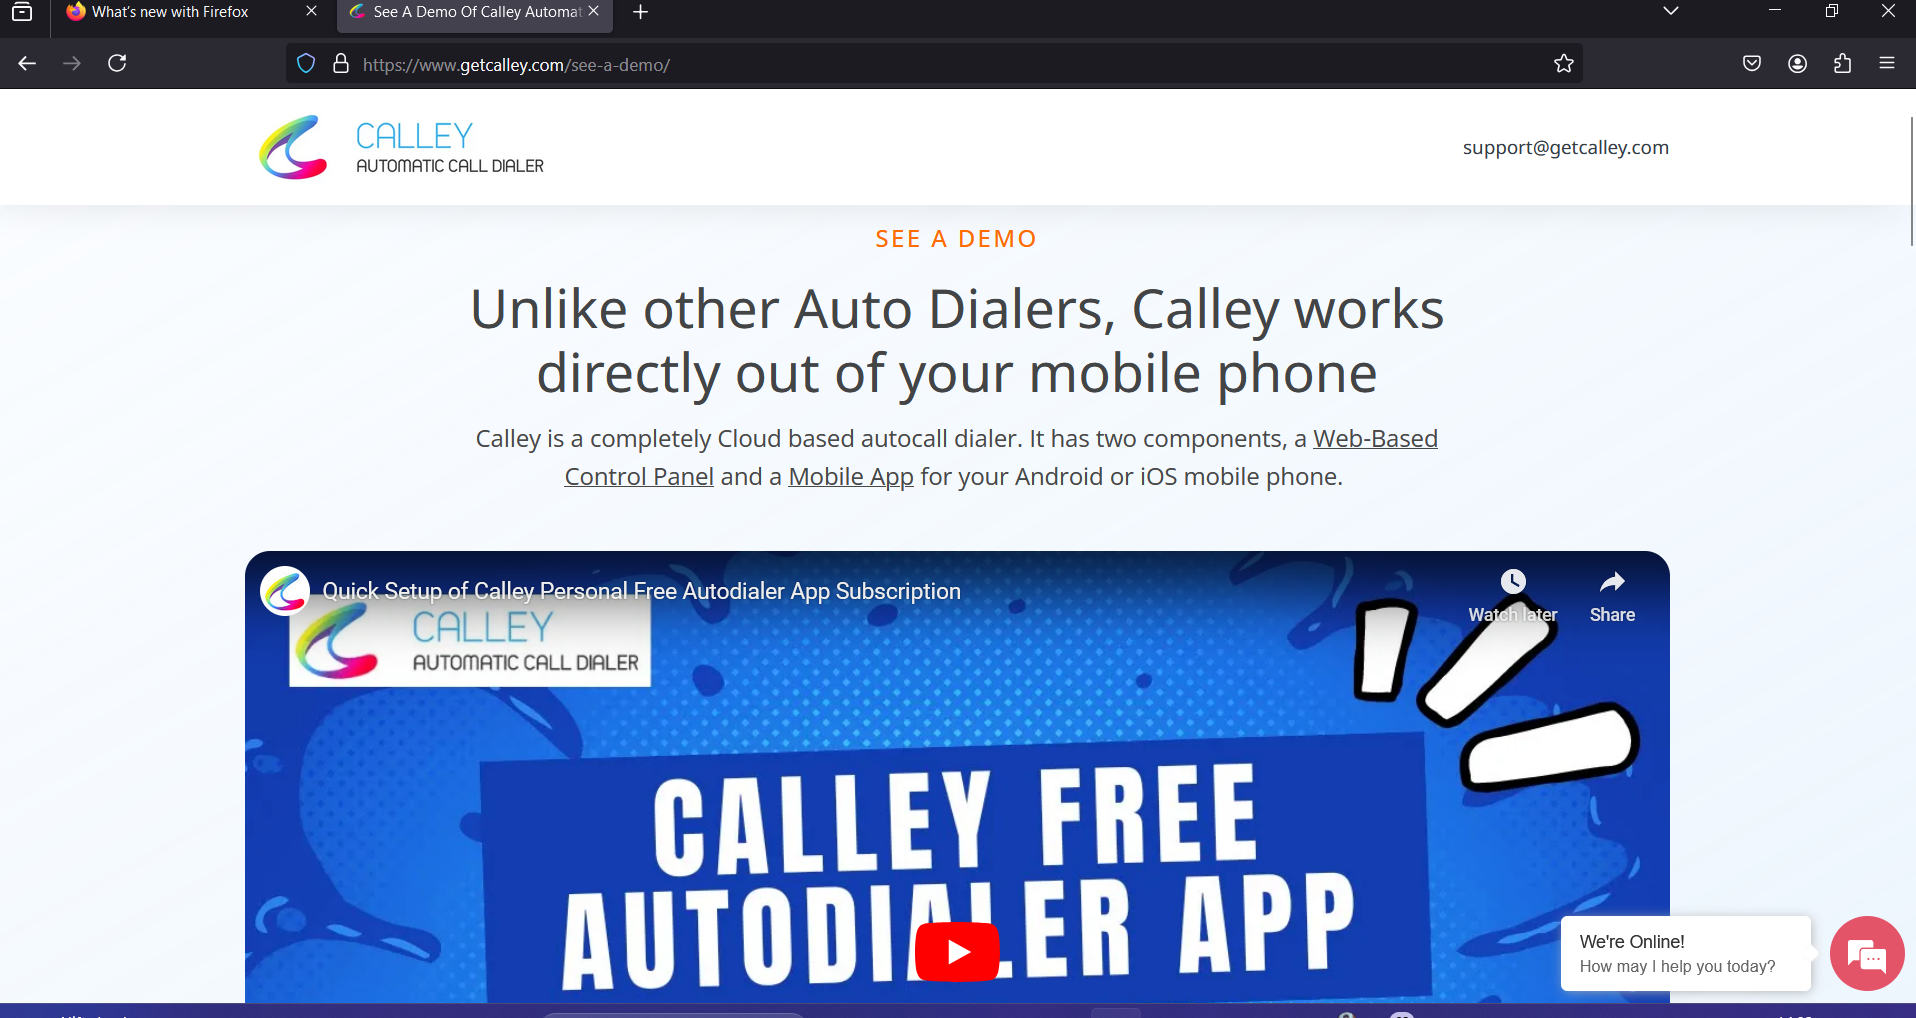 What's new with Firefox
See A Demo Of Calley Automat
https://www.getcalley.com/see-a-demo/
CALLEY
AUTOMATIC CALL DIALER
support@getcalley.com
SEE A DEMO
Unlike other Auto Dialers, Calley works
directly out of your mobile phone
Calley is a completely Cloud based autocall dialer. It has two components, a Web-Based
Control Panel and a Mobile App for your Android or iOS mobile phone.
Quick Setup of Calley Personal Free Autodialer App Subscription
Watch later
Share
CALLEY
AUTOMATIC CALL DIALER
CALLEY FREE
AUTODIALER APP
We're Online!
How may I help you today?